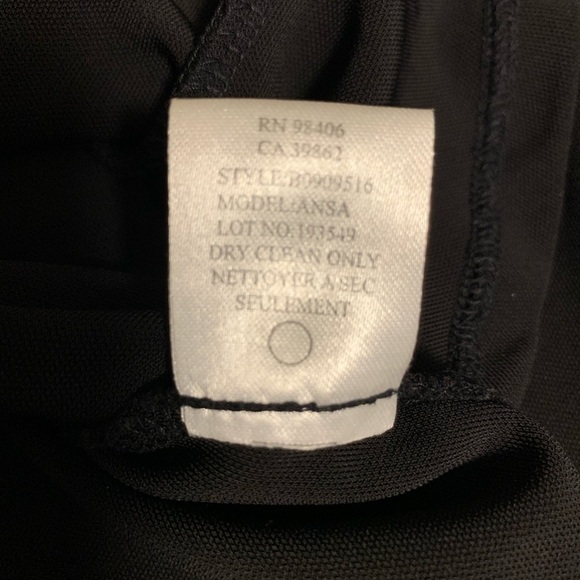 RN 98406
CA 39862
STYLE:B0909516
MODEL:ANSA
LOT NO:193549
DRY CLEAN ONLY
NETTOYER A SEC
SEULEMENT